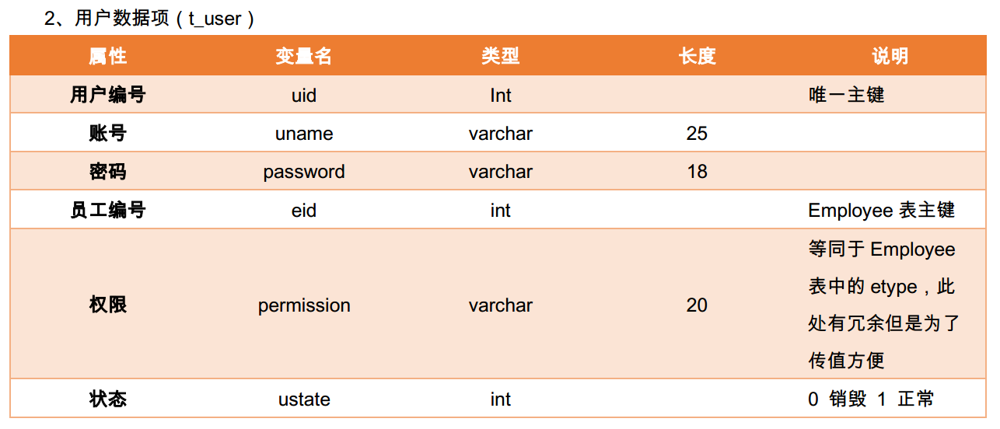 2、用户数据项（t_user）
属性 变量名 类型 长度 说明
用户编号 uid Int 唯一主键
账号 uname varchar 25
密码 password varchar 18
员工编号 eid int Employee 表主键
权限 permission varchar 20 等同于 Employee
表中的 etype，此
处有冗余但是为了
传值方便
状态 ustate int 0 销毁 1 正常